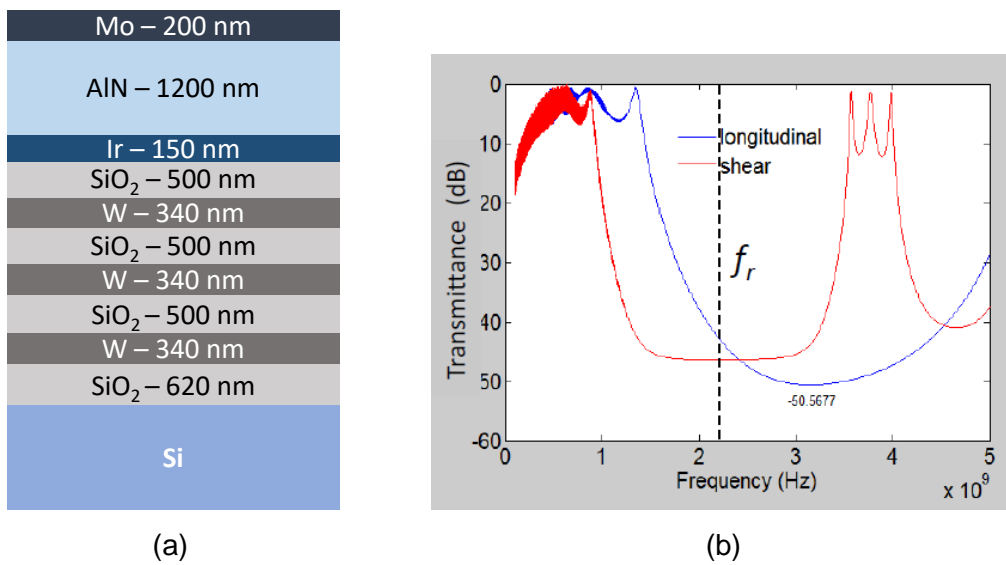 Mo – 200 nm
AlN – 1200 nm
Ir – 150 nm
SiO₂ – 500 nm
W – 340 nm
SiO₂ – 500 nm
W – 340 nm
SiO₂ – 500 nm
W – 340 nm
SiO₂ – 620 nm
Si
(a)
Transmittance (dB)
0
10
20
30
40
50
-60
longitudinal
shear
fr
-50.5677
0 1 2 3 4 5
Frequency (Hz)
x 10⁹
(b)